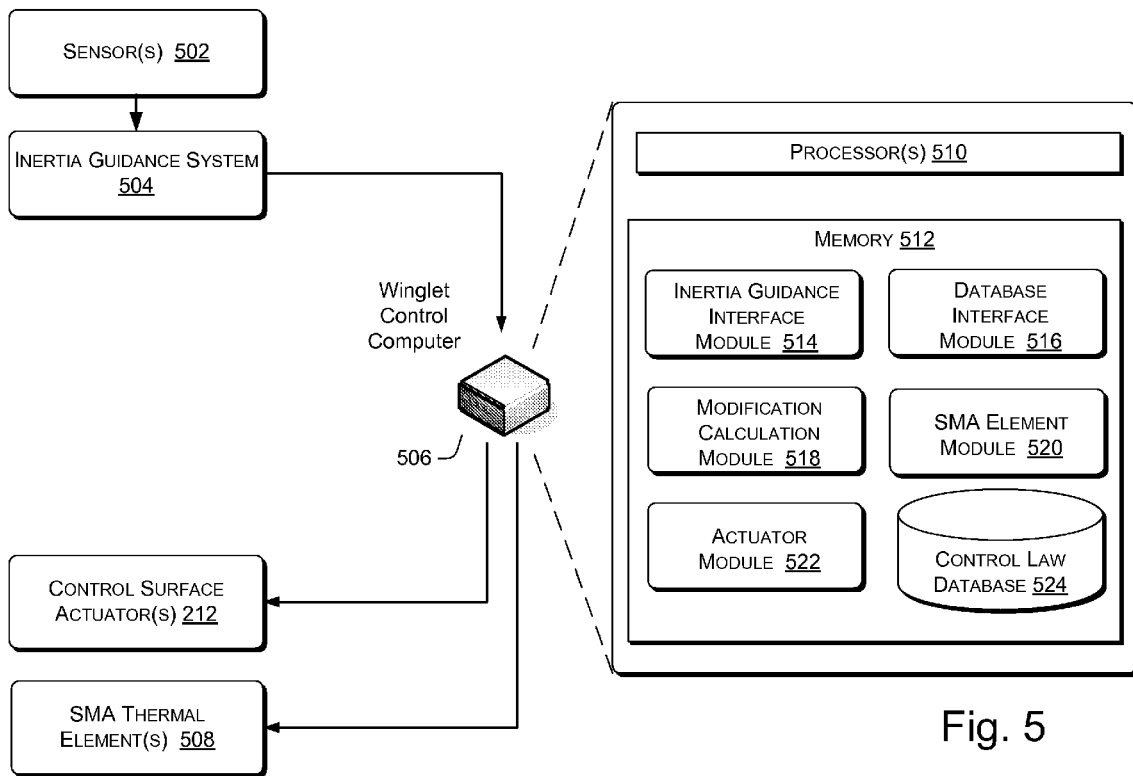 SENSOR(S) 502
INERTIA GUIDANCE SYSTEM
504
Winglet
Control
Computer
506
CONTROL SURFACE
ACTUATOR(S) 212
SMA THERMAL
ELEMENT(S) 508
PROCESSOR(S) 510
MEMORY 512
INERTIA GUIDANCE
INTERFACE
MODULE 514
DATABASE
INTERFACE
MODULE 516
MODIFICATION
CALCULATION
MODULE 518
SMA ELEMENT
MODULE 520
ACTUATOR
MODULE 522
CONTROL LAW
DATABASE 524
Fig. 5